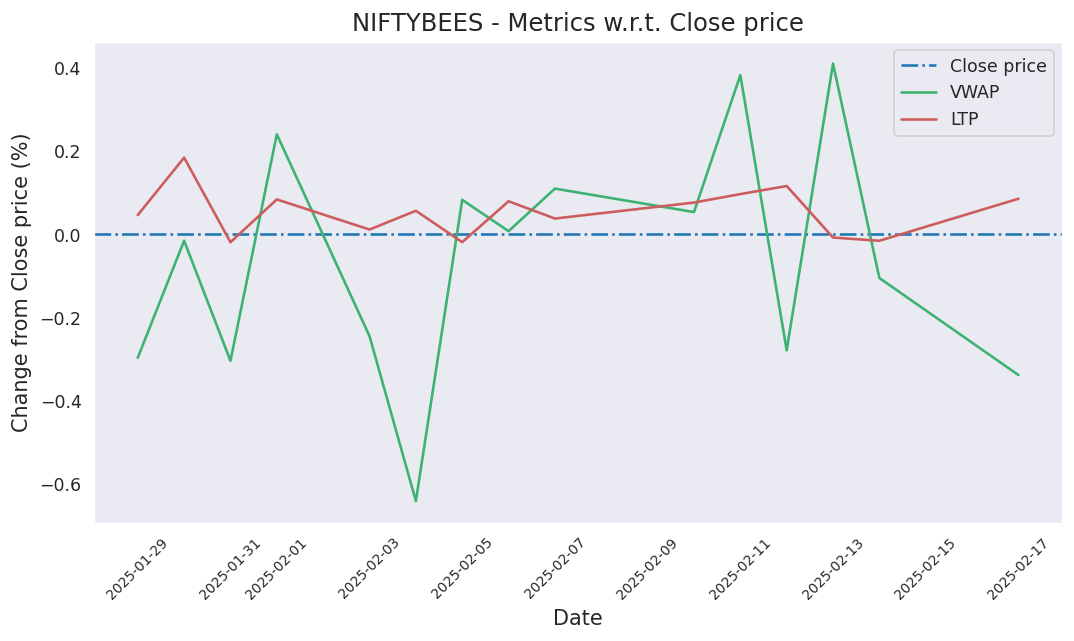 NIFTYBEES - Metrics w.r.t. Close price
Close price
VWAP
LTP
Change from Close price (%)
0.4
0.2
0.0
−0.2
−0.4
−0.6
2025-01-29
2025-01-31
2025-02-01
2025-02-03
2025-02-05
2025-02-07
2025-02-09
2025-02-11
2025-02-13
2025-02-15
2025-02-17
Date